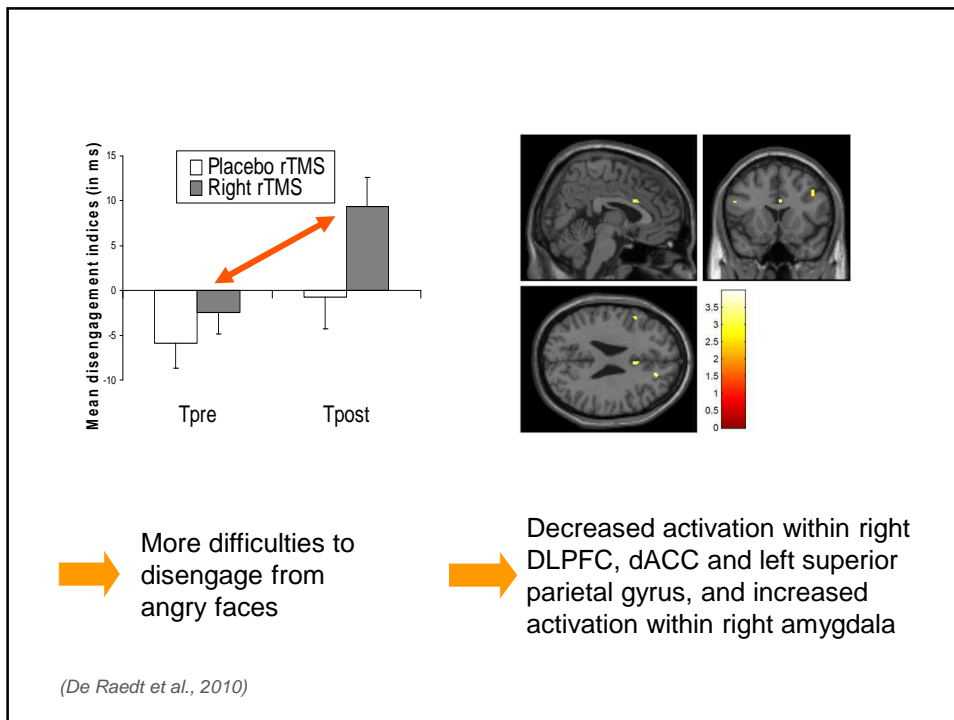 Mean disengagement indices (in ms)
15
10
5
0
-5
-10
Placebo rTMS
Right rTMS
Tpre
Tpost
3.5
3
2.5
2
1.5
1
0.5
0
More difficulties to
disengage from
angry faces
Decreased activation within right
DLPFC, dACC and left superior
parietal gyrus, and increased
activation within right amygdala
(De Raedt et al., 2010)